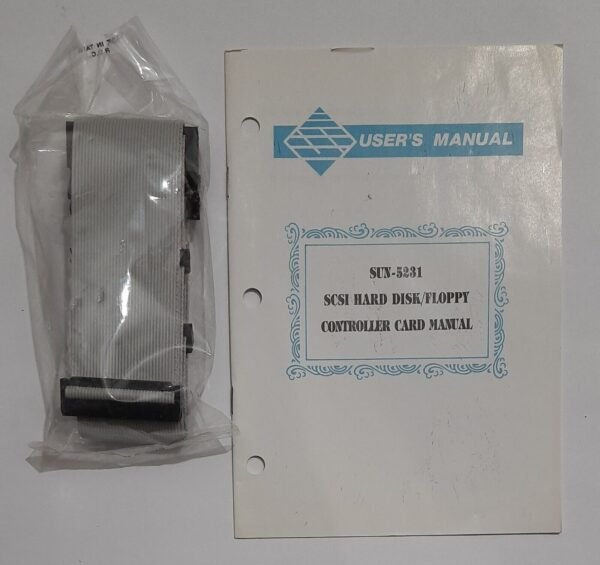 USER'S MANUAL
SUN-5231
SCSI HARD DISK/FLOPPY
CONTROLLER CARD MANUAL